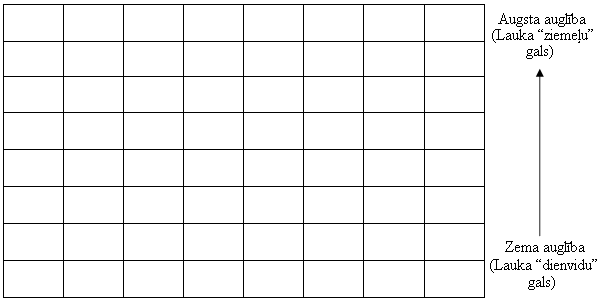 Augsta auglība
(Lauka “ziemeļu”
gals)
Zema auglība
(Lauka “dienvidu”
gals)